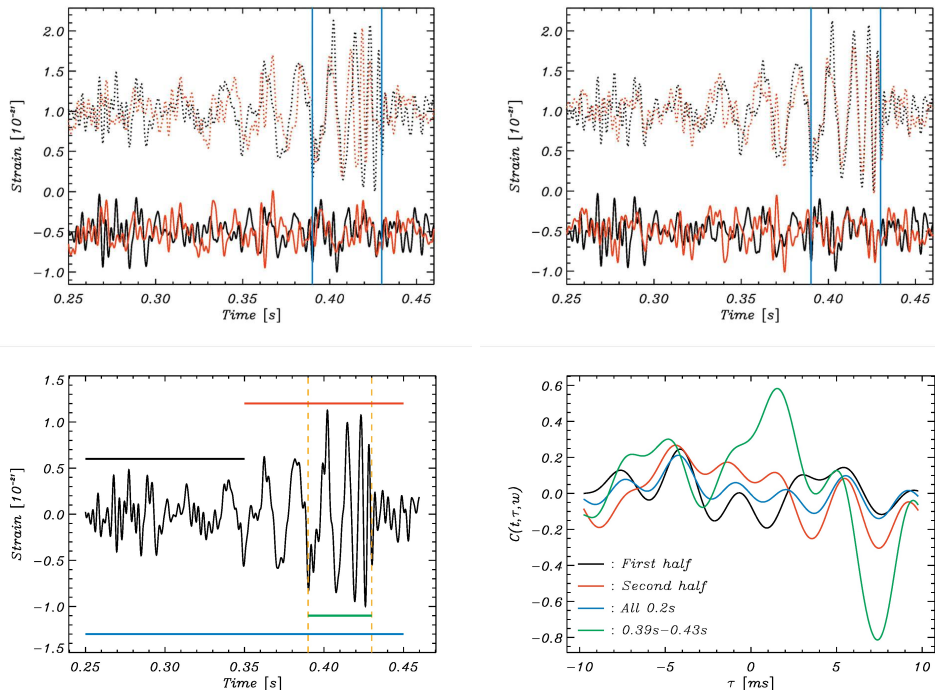 2.0
1.5
1.0
0.5
0.0
−0.5
−1.0
Strain [10⁻²¹]
0.25 0.30 0.35 0.40 0.45
Time [s]
2.0
1.5
1.0
0.5
0.0
−0.5
−1.0
Strain [10⁻²¹]
0.25 0.30 0.35 0.40 0.45
Time [s]
1.5
1.0
0.5
0.0
−0.5
−1.0
−1.5
Strain [10⁻²¹]
0.25 0.30 0.35 0.40 0.45
Time [s]
0.6
0.4
0.2
0.0
−0.2
−0.4
−0.6
−0.8
C(t,τ,w)
: First half
: Second half
: All 0.2s
: 0.39s−0.43s
−10 −5 0 5 10
τ [ms]